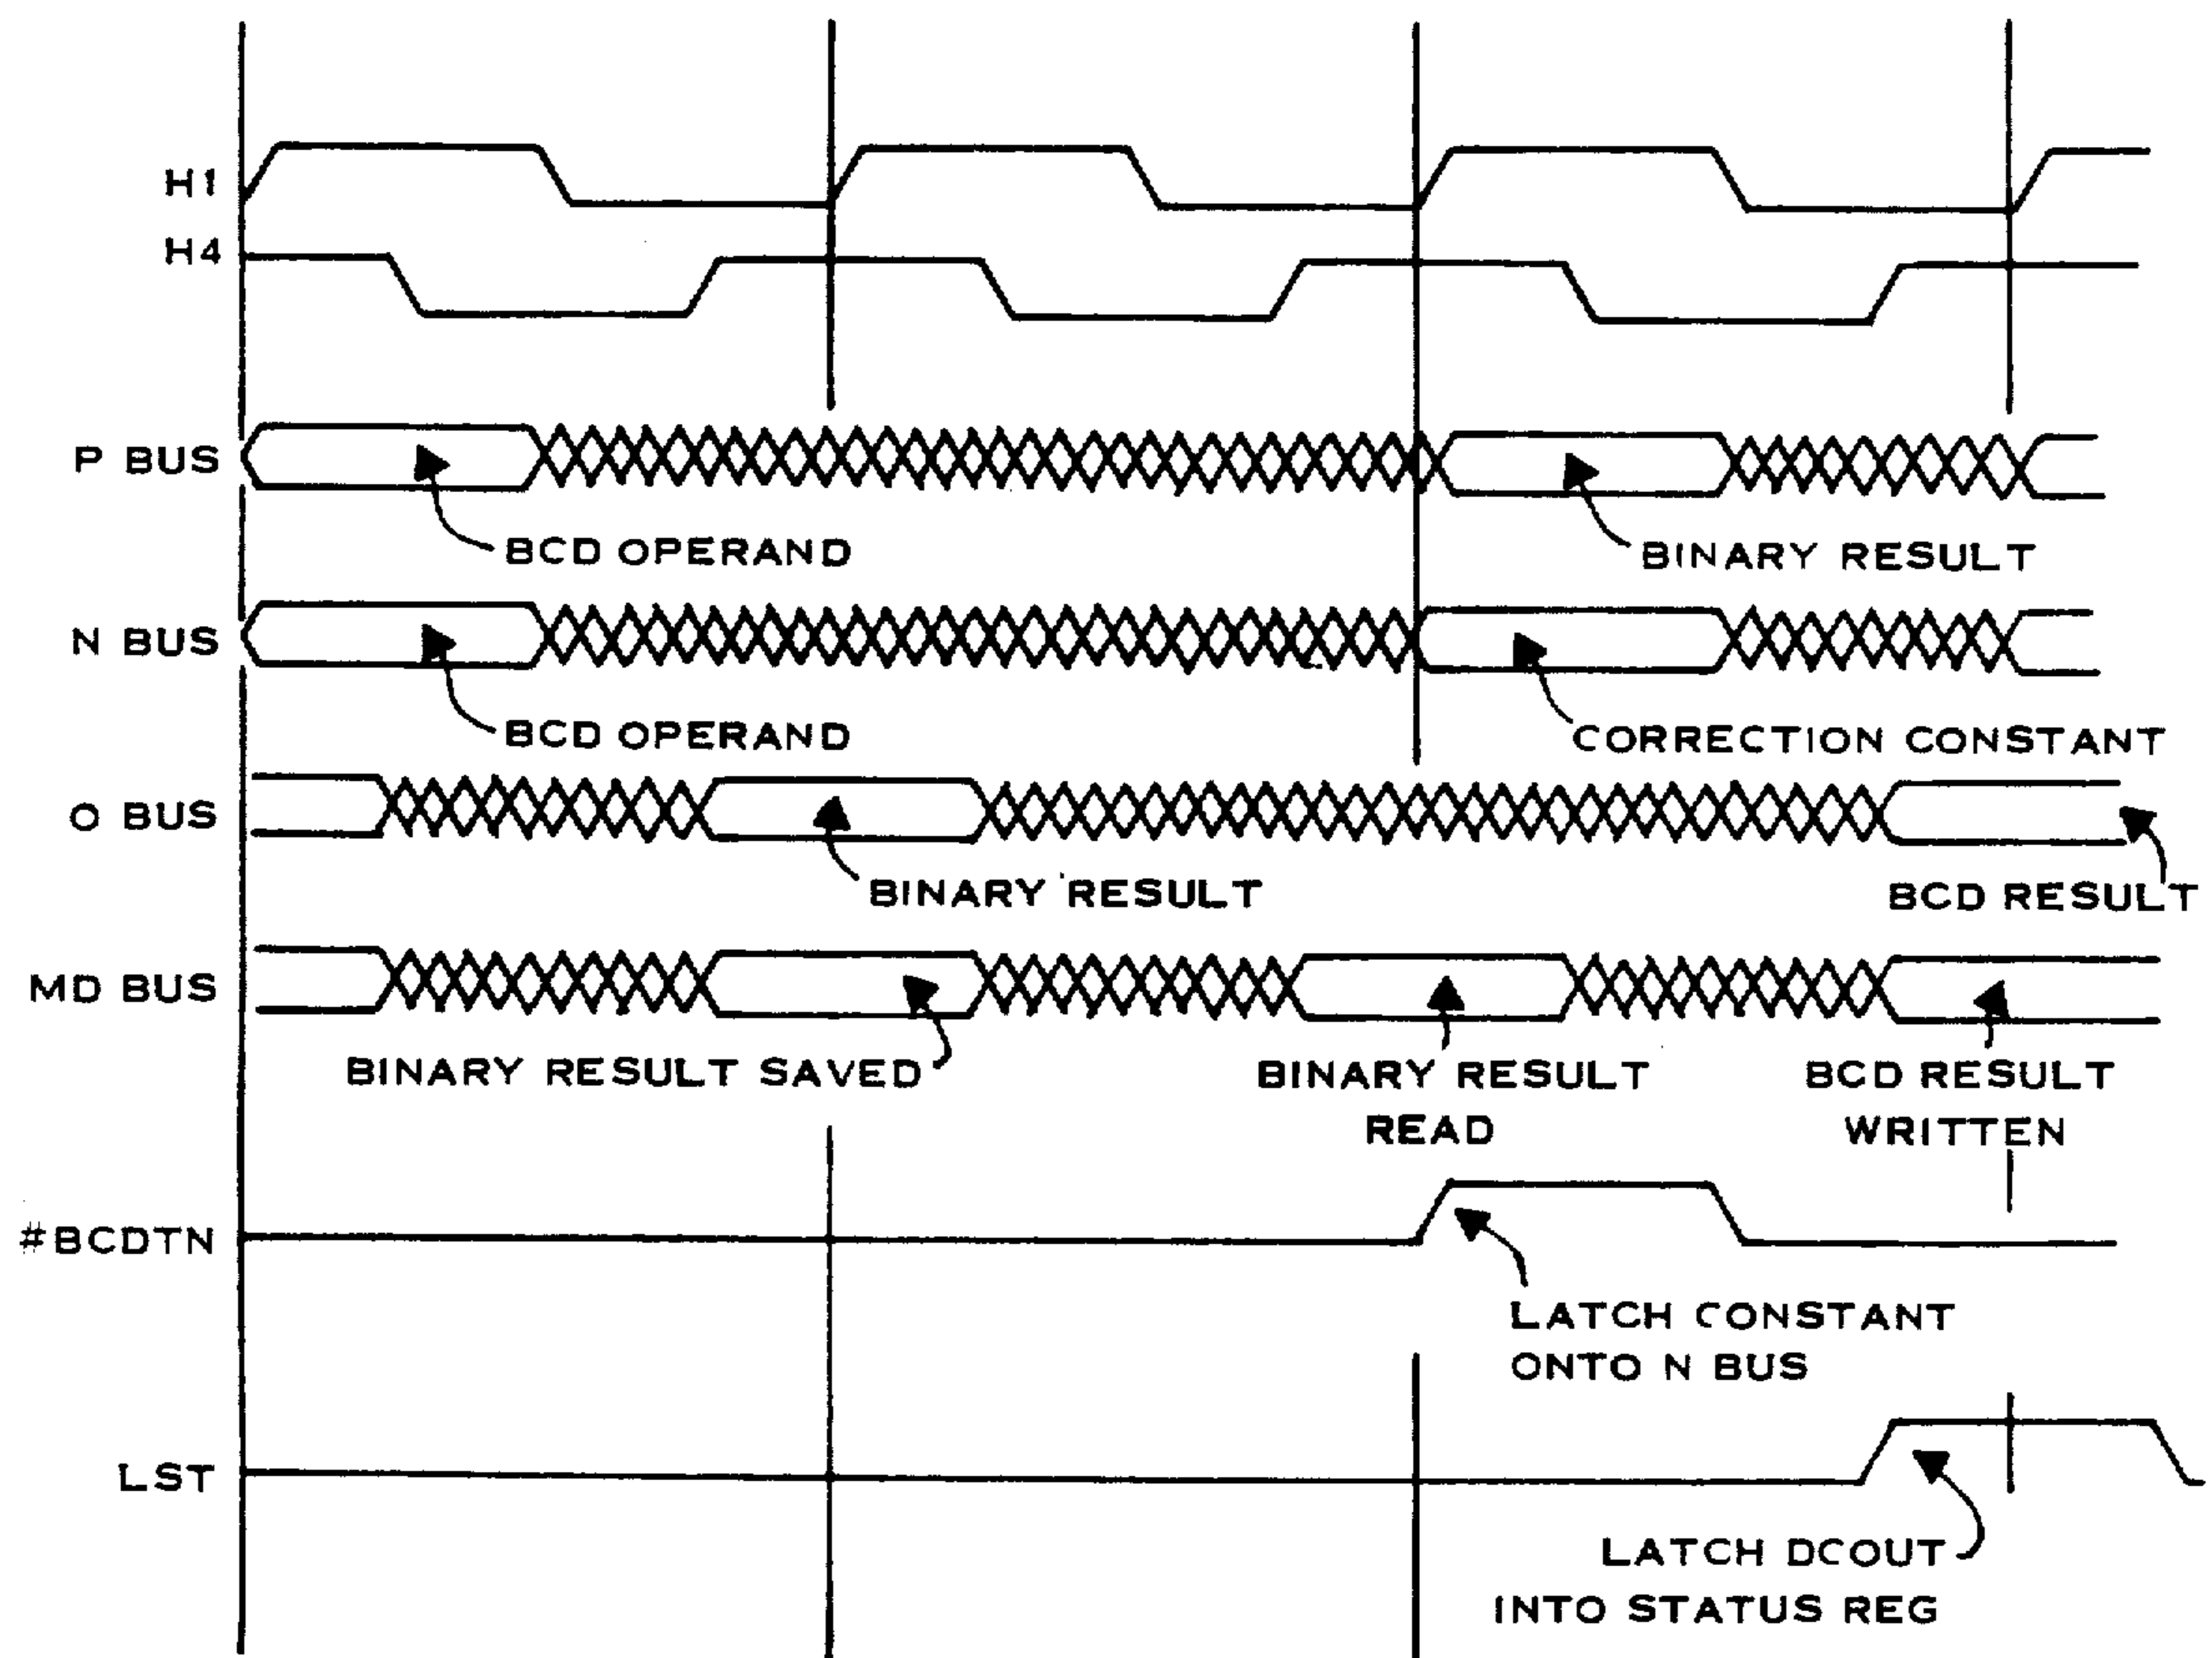 H1
H4
P BUS
BCD OPERAND
BINARY RESULT
N BUS
BCD OPERAND
CORRECTION CONSTANT
O BUS
BINARY RESULT
BCD RESULT
MD BUS
BINARY RESULT SAVED
BINARY RESULT
READ
BCD RESULT
WRITTEN
#BCDTN
LATCH CONSTANT
ONTO N BUS
LST
LATCH DCOUT
INTO STATUS REG